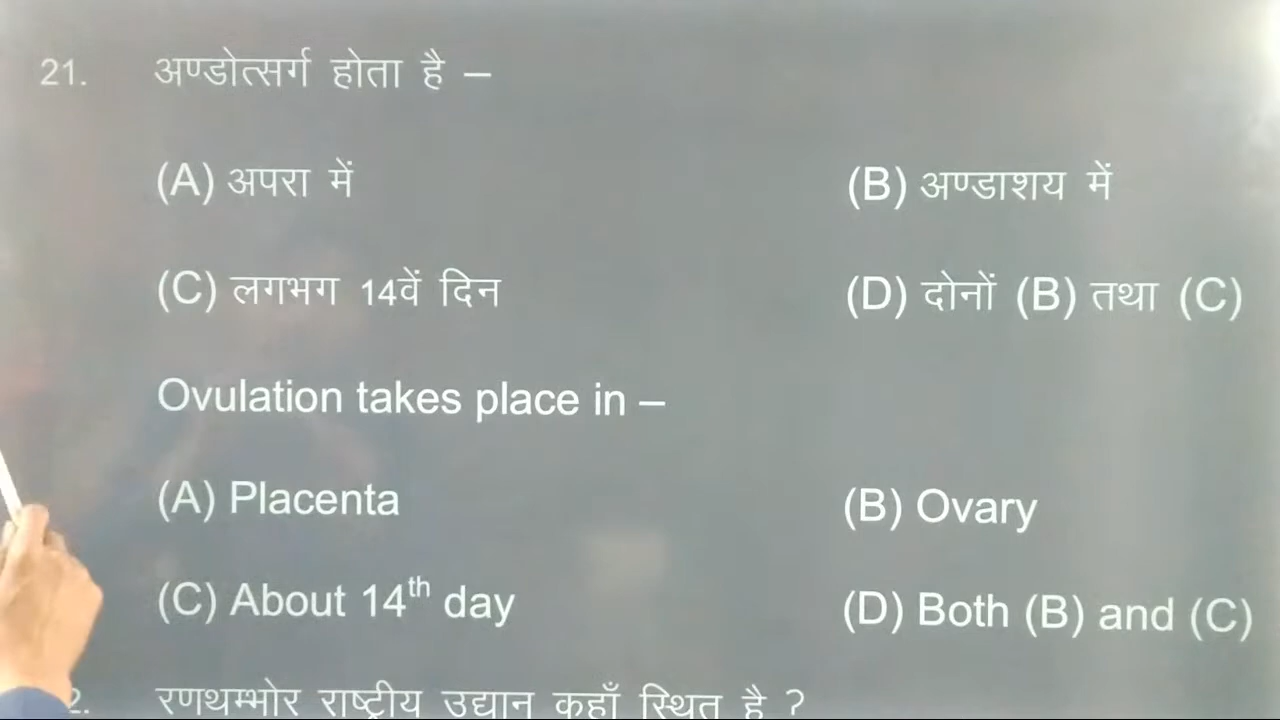 21. अण्डोत्सर्ग होता है –
(A) अपरा में (B) अण्डाशय में
(C) लगभग 14वें दिन (D) दोनों (B) तथा (C)
Ovulation takes place in –
(A) Placenta (B) Ovary
(C) About 14th day (D) Both (B) and (C)
2. रणथम्भोर राष्ट्रीय उद्यान कहाँ स्थित है ?